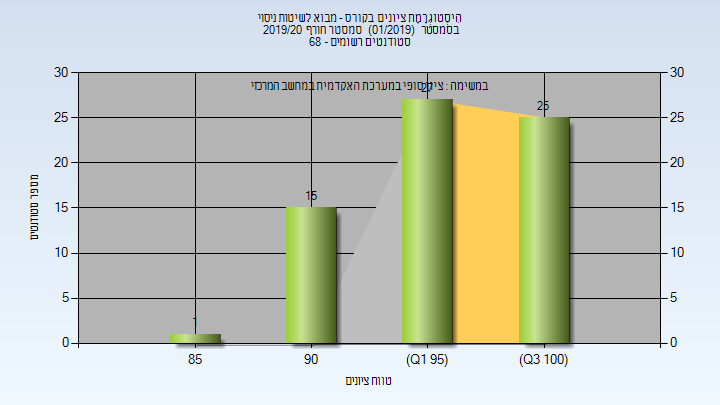 היסטוגרמת ציונים בקורס - מבוא לשיטות ניסוי
בסמסטר (01/2019) סמסטר חורף 2019/20
סטודנטים רשומים - 68
במשימה : ציון סופי במערכת האקדמית במחשב המרכזי
30 30
25 25
20 20
15 15
10 10
5 5
0 0
1
15
27
25
מספר סטודנטים
85 90 (Q1 95) (Q3 100)
טווח ציונים